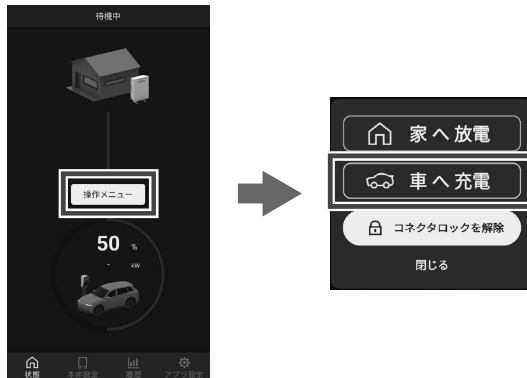 待機中
操作メニュー
50 %
- kW
状態
本体設定
履歴
アプリ設定
家へ放電
車へ充電
コネクタロックを解除
閉じる